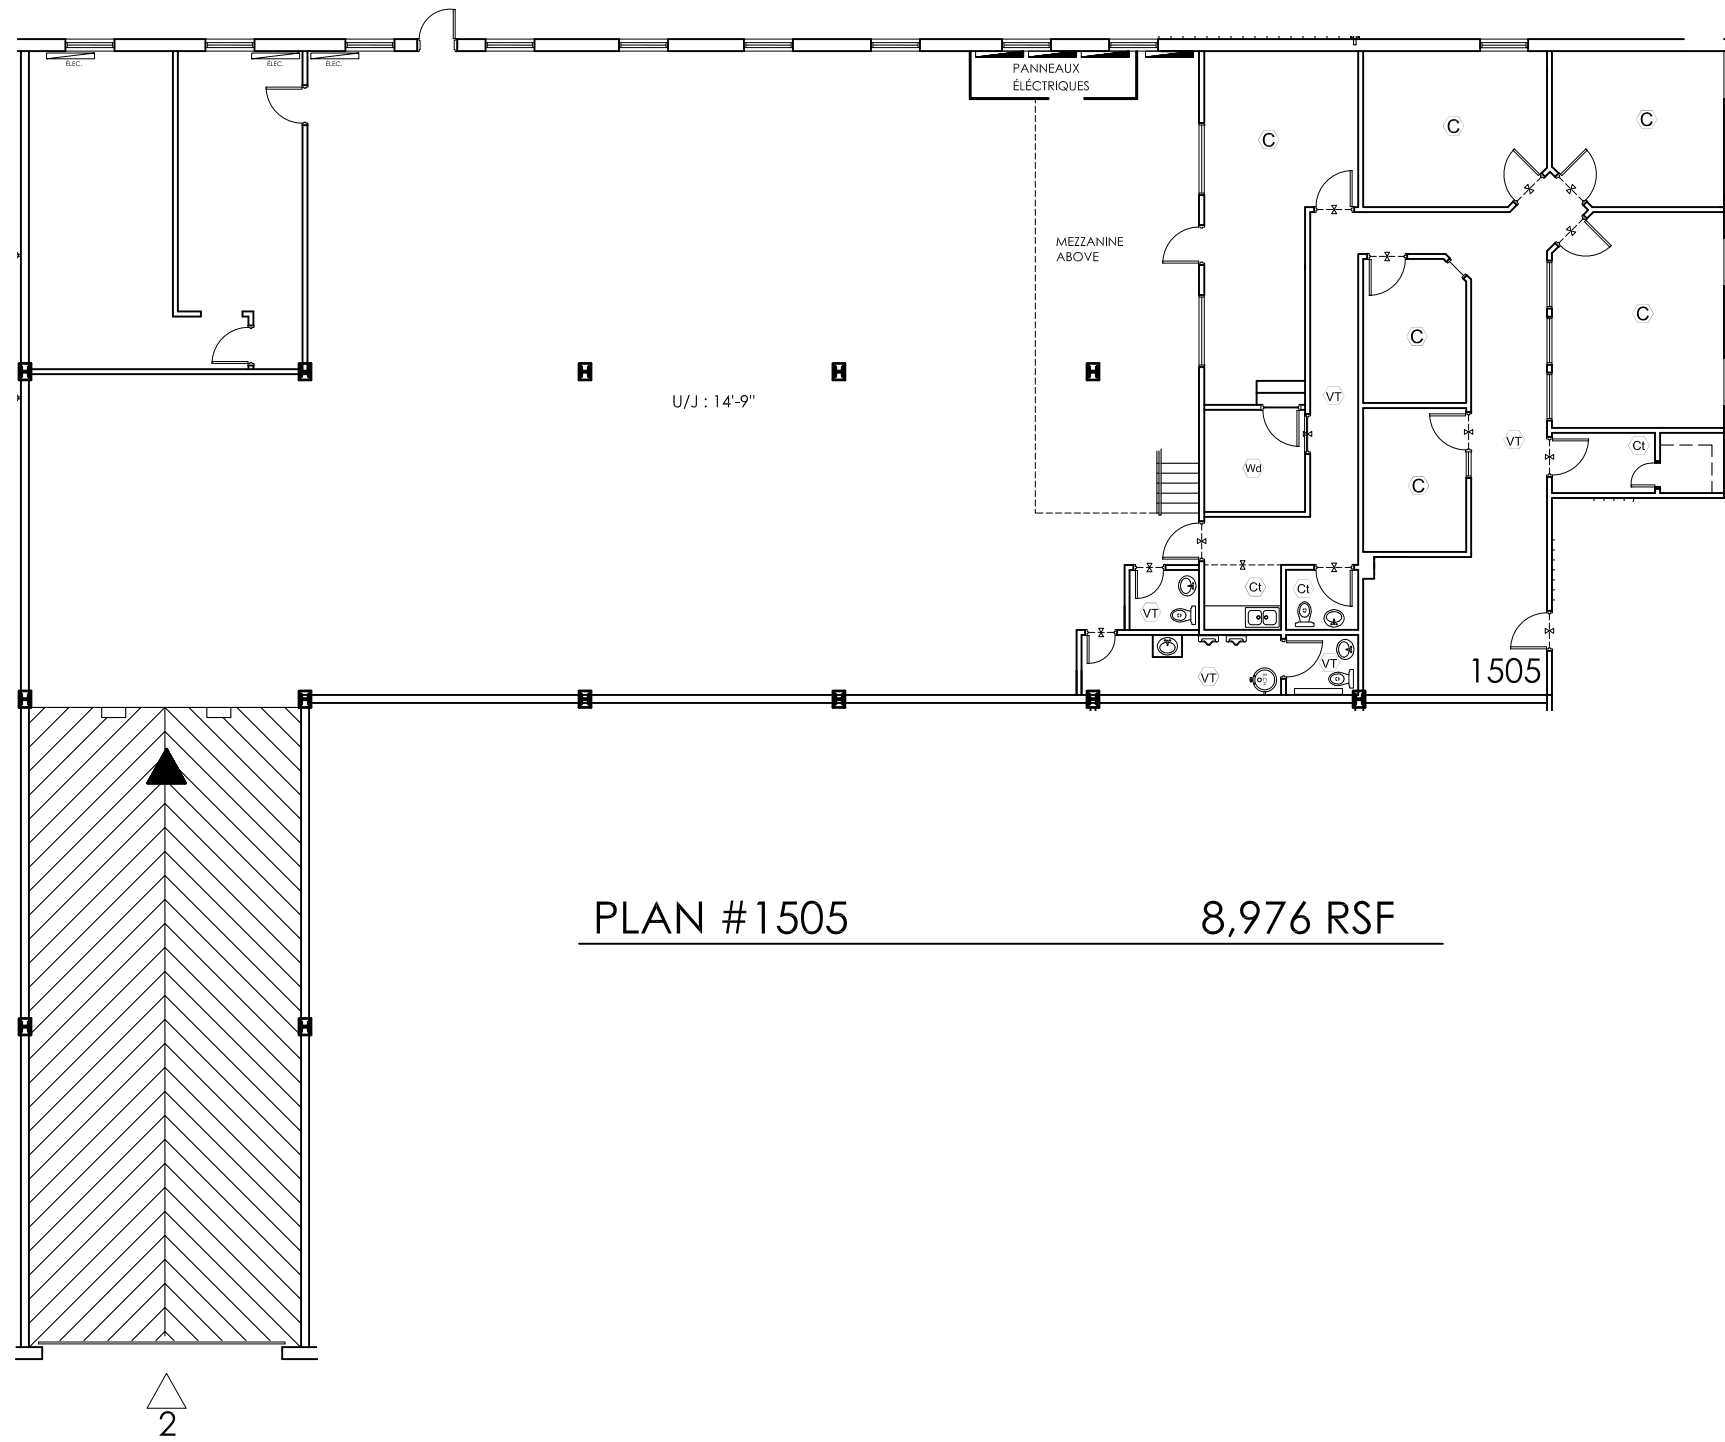 ÉLEC.
ÉLEC.
ÉLEC.
PANNEAUX
ÉLÉCTRIQUES
C
C
C
MEZZANINE
ABOVE
C
C
U/J : 14'-9"
VT
VT
Ct
Wd
C
Ct
Ct
VT
VT
VT
1505
PLAN #1505
8,976 RSF
2